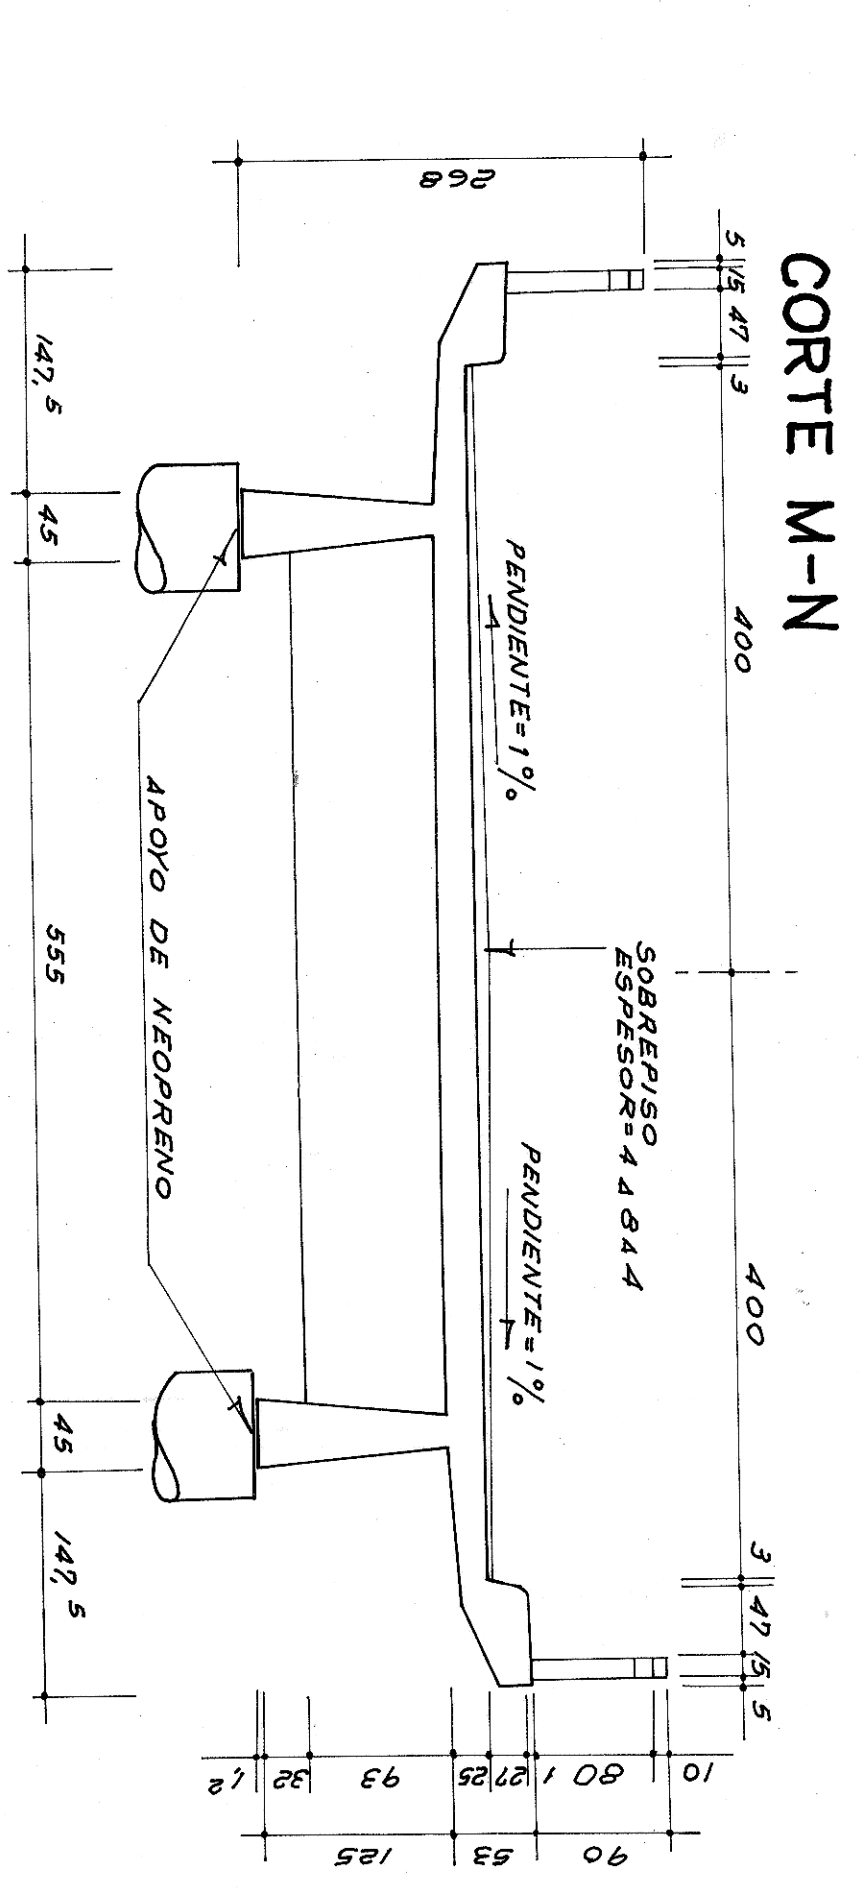 CORTE M-N
5 15 47 3 400 400 3 47 15 5
268
PENDIENTE=1%
SOBREPISO
ESPESOR=4 A 8 A 4
PENDIENTE=1%
APOYO DE NEOPRENO
147,5 45 555 45 147,5
10 80 1 27 25 93 32 1,2
90 53 125